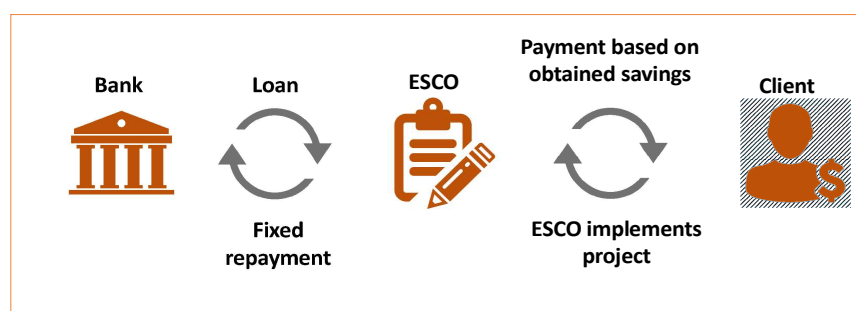 Bank
Loan
ESCO
Payment based on
obtained savings
Client
Fixed
repayment
ESCO implements
project
$